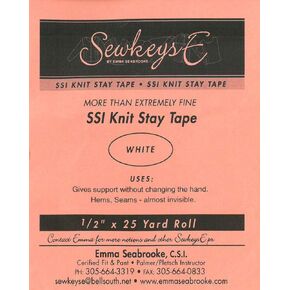 SewkeysE
BY EMMA SEABROOKE
SSI KNIT STAY TAPE • SSI KNIT STAY TAPE
MORE THAN EXTREMELY FINE
SSI Knit Stay Tape
WHITE
USES:
Gives support without changing the hand.
Hems, Seams - almost invisible.
1/2" x 25 Yard Roll
Contact Emma for more notions and other SewkeysE pr
Emma Seabrooke, C.S.I.
Cerified Fit & Pant • Palmer/Pletsch Instructor
PH: 305-664-3319 • FAX: 305-664-0833
sewkeyse@bellsouth.net • www.emmaseabrooke.com